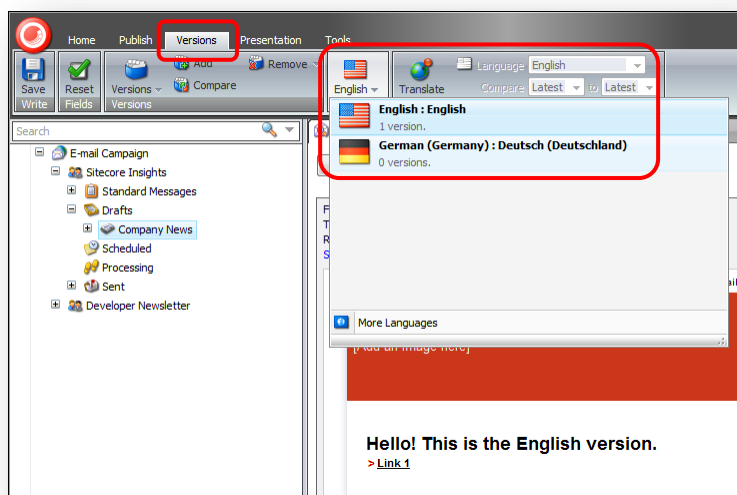 Home Publish Versions Presentation Tools
Save Reset Versions Add Remove English Translate Language English
Compare Compare Latest to Latest
Write Fields Versions
Search
English : English
1 version.
German (Germany) : Deutsch (Deutschland)
0 versions.
More Languages
E-mail Campaign
Sitecore Insights
Standard Messages
Drafts
Company News
Scheduled
Processing
Sent
Developer Newsletter
F
T
R
S
ail
[Add an image here]
Hello! This is the English version.
> Link 1